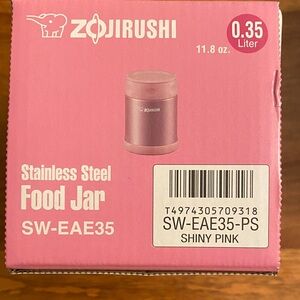 ZOJIRUSHI
0.35
Liter
11.8 oz.
ZOJIRUSHI
Stainless Steel
Food Jar
SW-EAE35
T4974305709318
SW-EAE35-PS
SHINY PINK